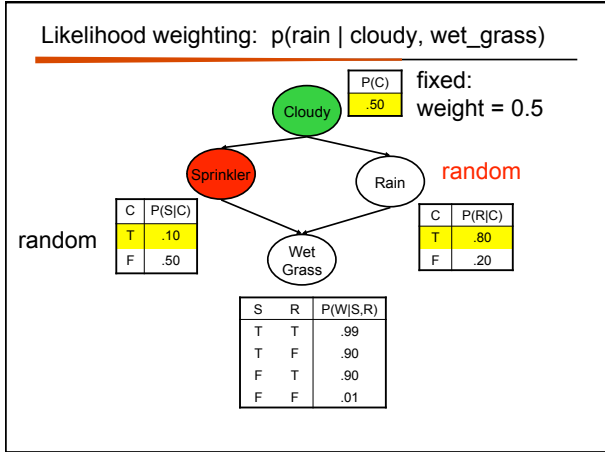 Likelihood weighting: p(rain | cloudy, wet_grass)
P(C)
.50
fixed:
weight = 0.5
Cloudy
Sprinkler
Rain
random
random
C P(S|C)
T .10
F .50
C P(R|C)
T .80
F .20
Wet
Grass
S R P(W|S,R)
T T .99
T F .90
F T .90
F F .01